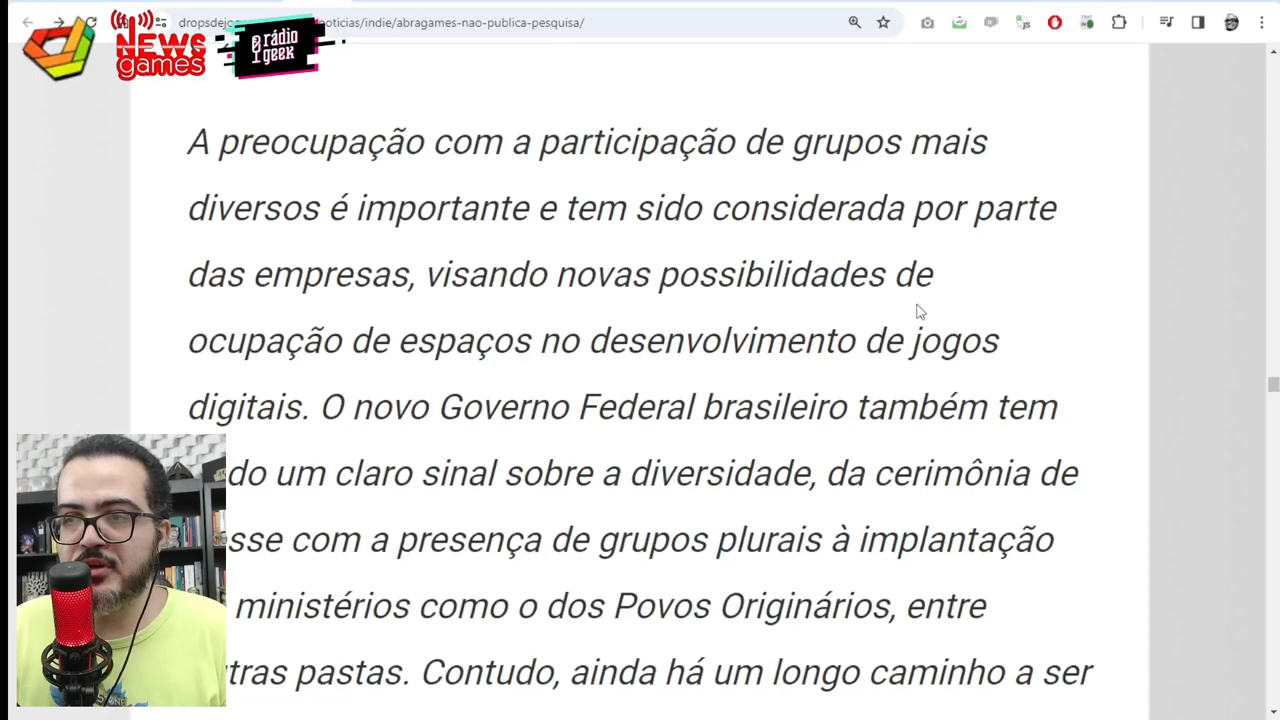 dropsdejo
noticias/indie/abragames-nao-publica-pesquisa/
NEWS
games
rádio
geek
A preocupação com a participação de grupos mais
diversos é importante e tem sido considerada por parte
das empresas, visando novas possibilidades de
ocupação de espaços no desenvolvimento de jogos
digitais. O novo Governo Federal brasileiro também tem
do um claro sinal sobre a diversidade, da cerimônia de
sse com a presença de grupos plurais à implantação
ministérios como o dos Povos Originários, entre
utras pastas. Contudo, ainda há um longo caminho a ser